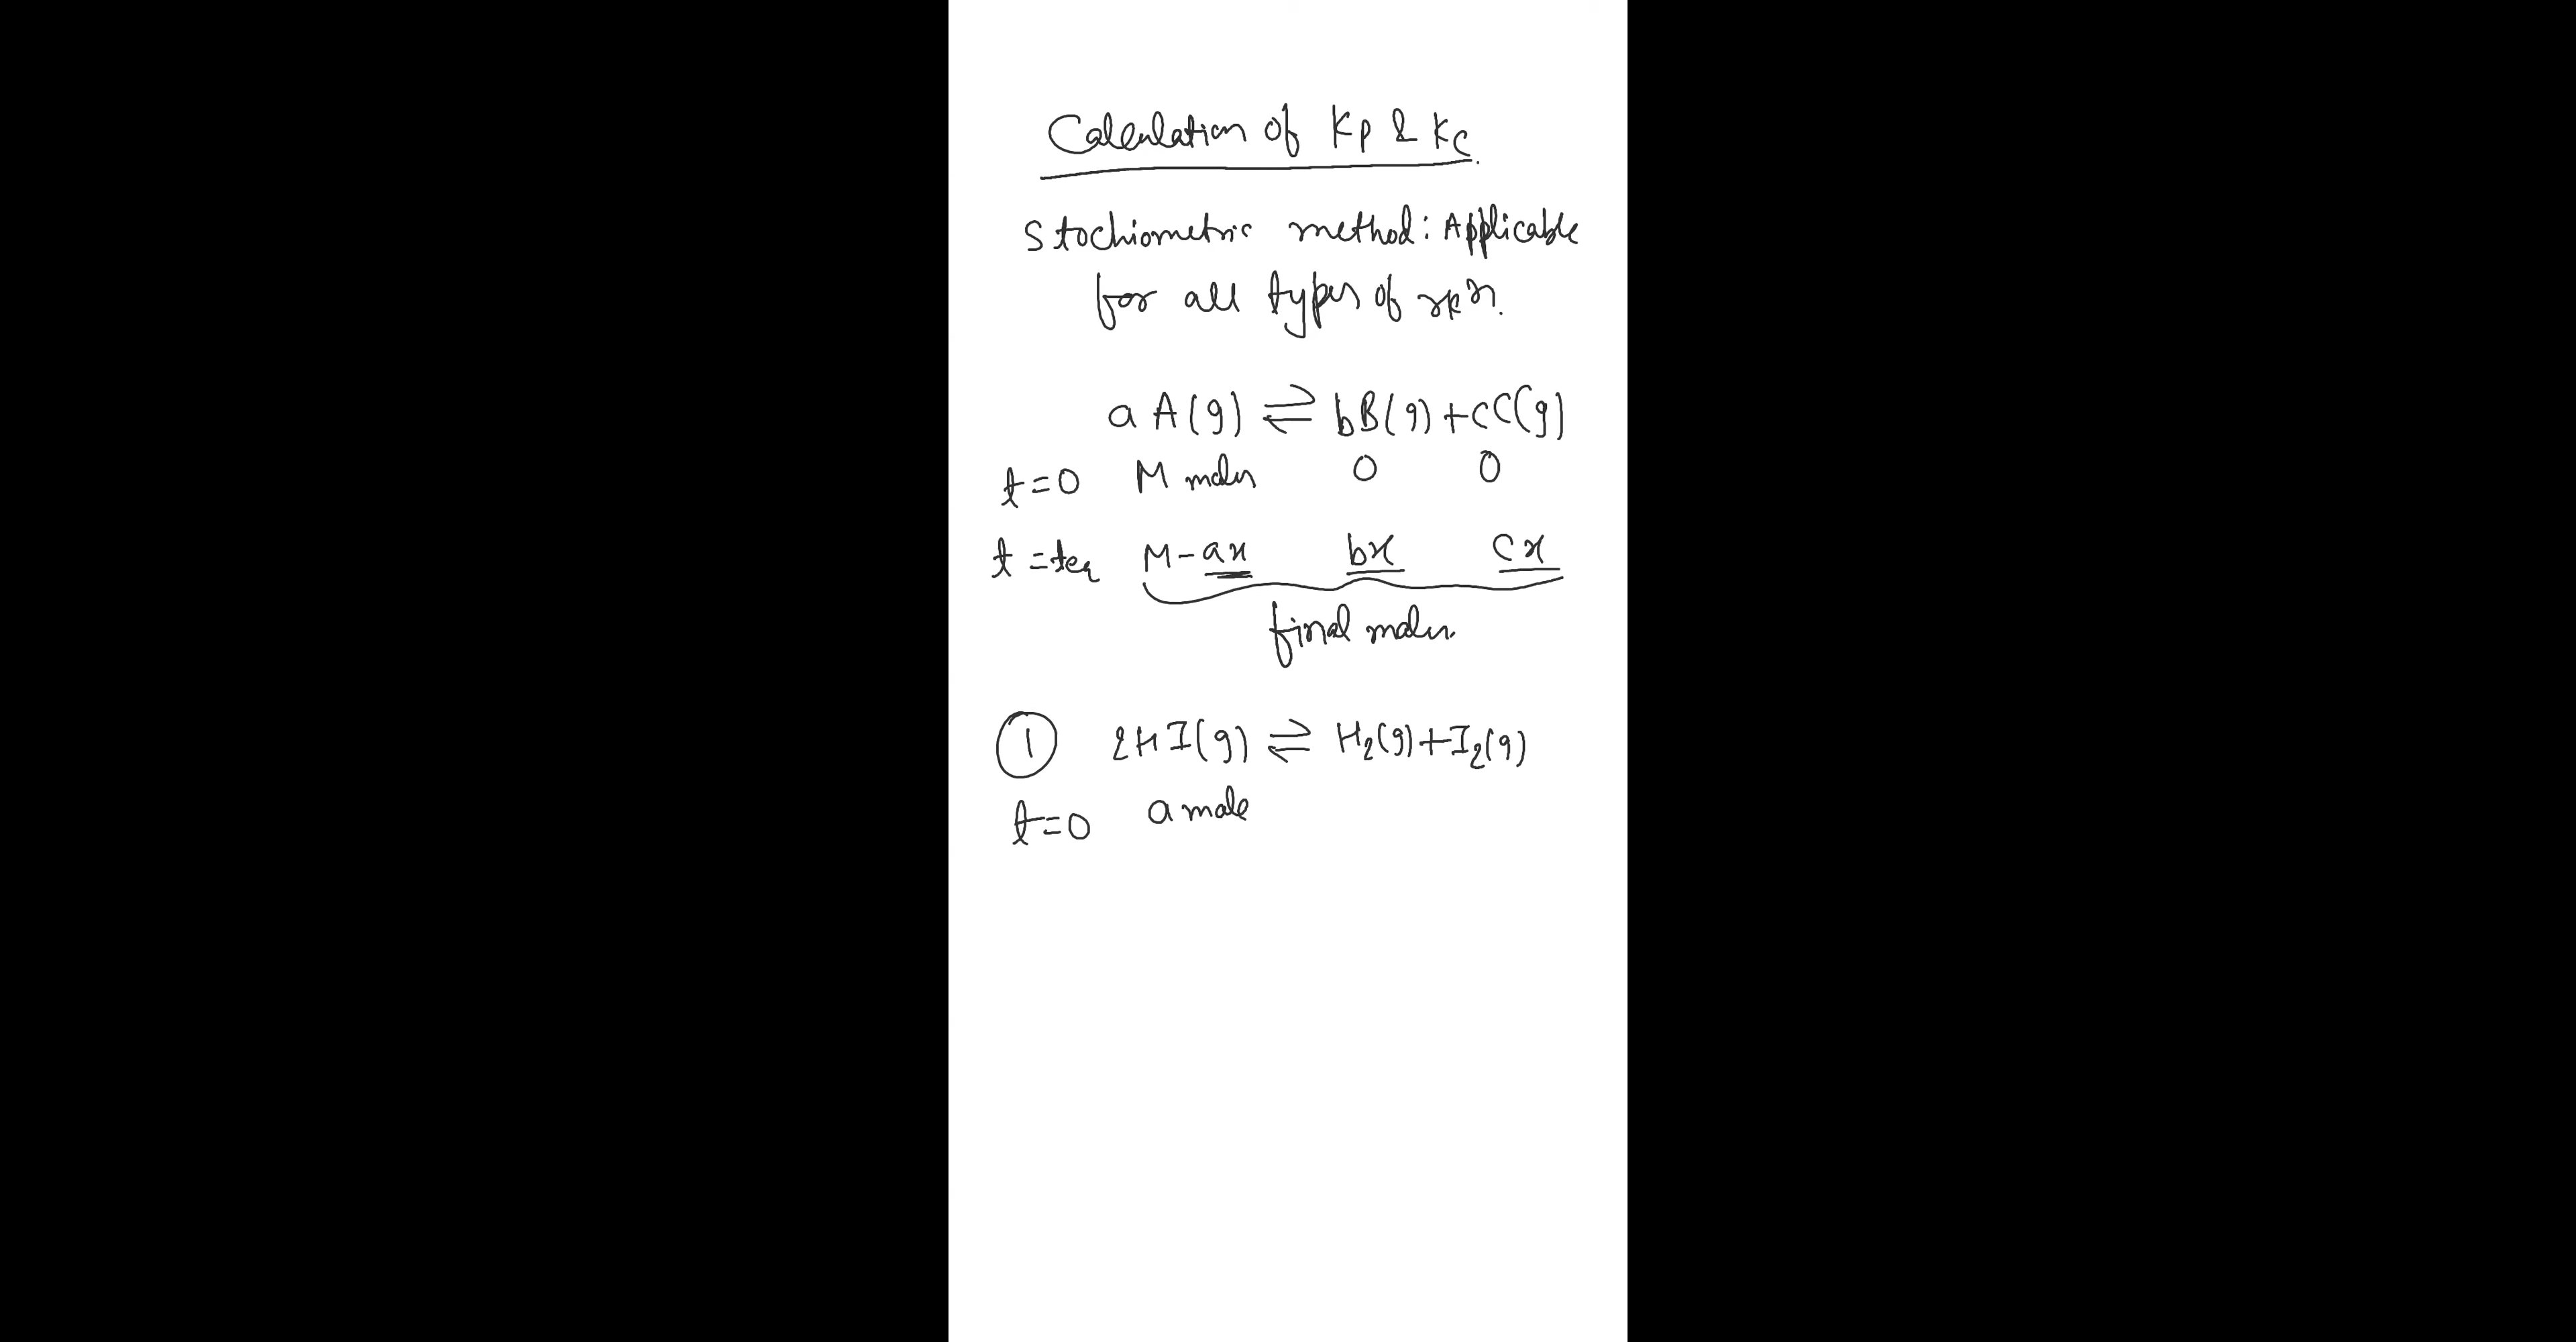 Calculation of Kp & Kc.
Stochiometric method: Applicable
for all types of rxn.
a A(g) ⇌ bB(g) + cC(g)
t=0 M moles 0 0
t=teq M-ax bx cx
final moles.
① 2HI(g) ⇌ H₂(g)+I₂(g)
t=0 a mole